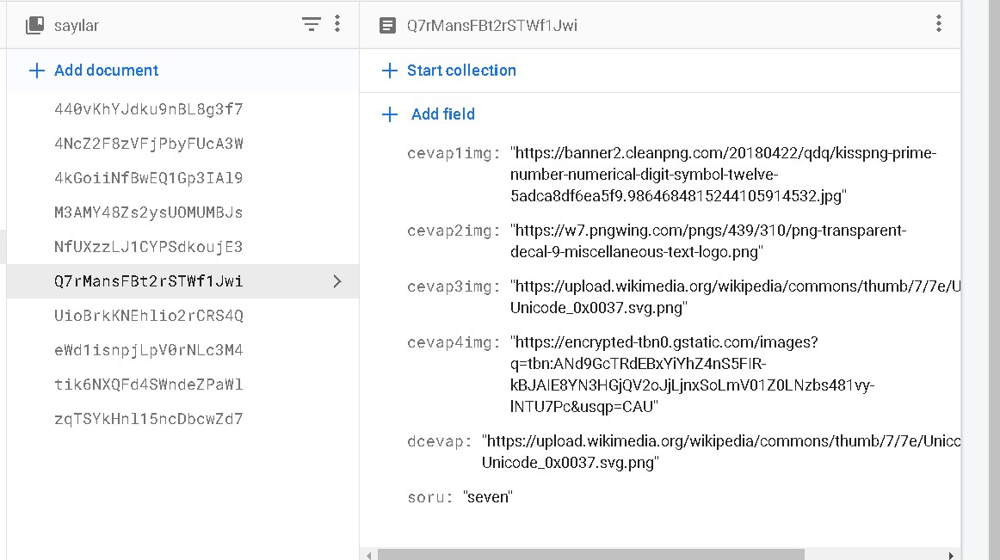 sayılar
Q7rMansFBt2rSTWf1Jwi
Add document
Start collection
440vKhYJdku9nBL8g3f7
4NcZ2F8zVFjPbyFUcA3W
4kGoiiNfBwEQ1Gp3IAl9
M3AMY48Zs2ysUOMUMBJs
NfUXzzLJ1CYPSdkoujE3
Q7rMansFBt2rSTWf1Jwi
UioBrkKNEhlio2rCRS4Q
eWd1isnpjLpV0rNLc3M4
tik6NXQFd4SWndeZPaWl
zqTSYkHnl15ncDbcwZd7
Add field
cevap1img: "https://banner2.cleanpng.com/20180422/qdq/kisspng-prime-
number-numerical-digit-symbol-twelve-
5adca8df6ea5f9.9864684815244105914532.jpg"
cevap2img: "https://w7.pngwing.com/pngs/439/310/png-transparent-
decal-9-miscellaneous-text-logo.png"
cevap3img: "https://upload.wikimedia.org/wikipedia/commons/thumb/7/7e/U
Unicode_0x0037.svg.png"
cevap4img: "https://encrypted-tbn0.gstatic.com/images?
q=tbn:ANd9GcTRdEBxYiYhZ4nS5FIR-
kBJAIE8YN3HGjQV2oJjLjnxSoLmV01Z0LNzbs481vy-
lNTU7Pc&usqp=CAU"
dcevap: "https://upload.wikimedia.org/wikipedia/commons/thumb/7/7e/Unicc
Unicode_0x0037.svg.png"
soru: "seven"